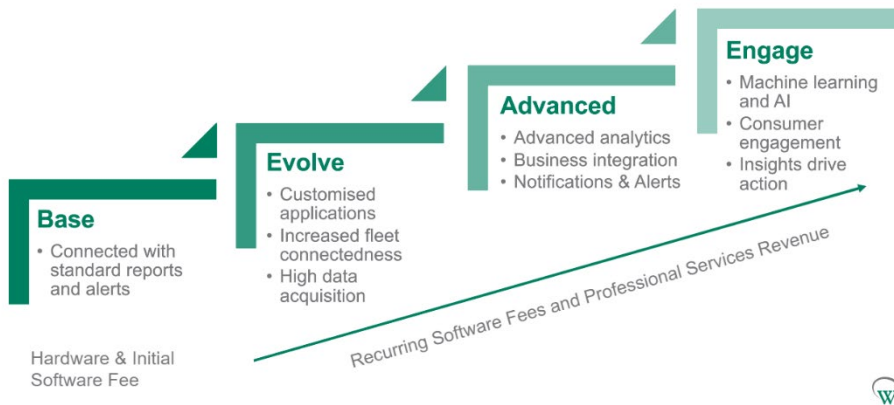 Base
• Connected with
standard reports
and alerts
Evolve
• Customised
applications
• Increased fleet
connectedness
• High data
acquisition
Advanced
• Advanced analytics
• Business integration
• Notifications & Alerts
Engage
• Machine learning
and AI
• Consumer
engagement
• Insights drive
action
Recurring Software Fees and Professional Services Revenue
Hardware & Initial
Software Fee